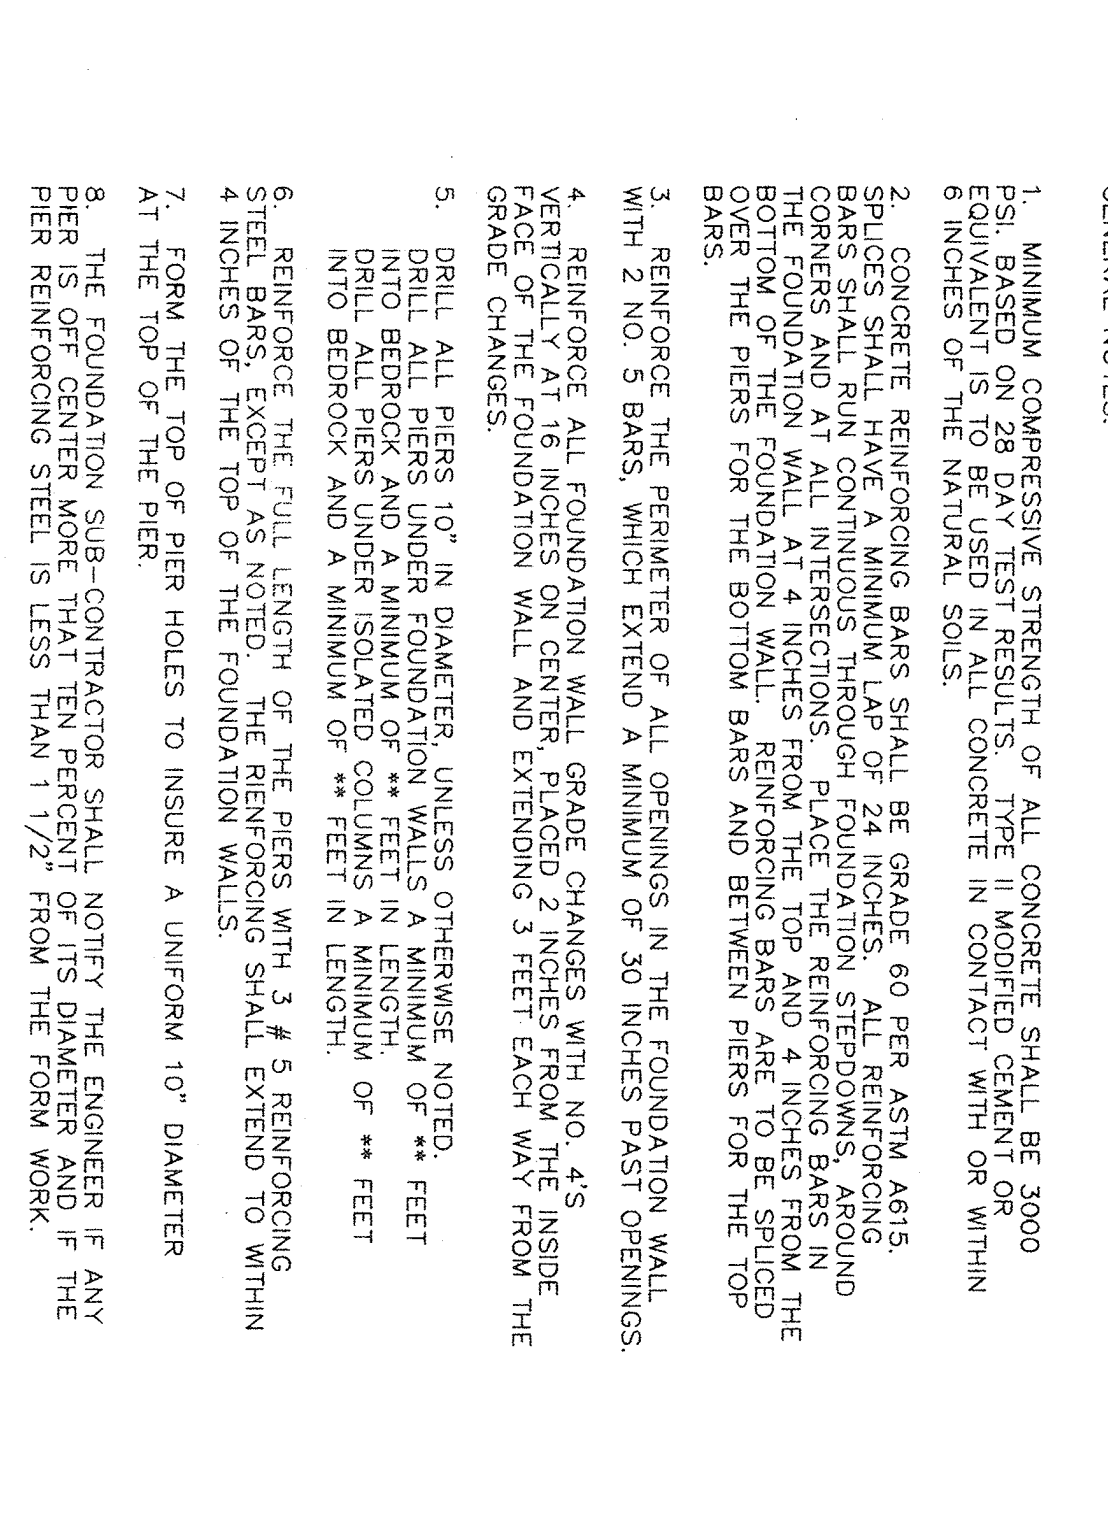 GENERAL NOTES:
1. MINIMUM COMPRESSIVE STRENGTH OF ALL CONCRETE SHALL BE 3000
PSI. BASED ON 28 DAY TEST RESULTS. TYPE II MODIFIED CEMENT OR
EQUIVALENT IS TO BE USED IN ALL CONCRETE IN CONTACT WITH OR WITHIN
6 INCHES OF THE NATURAL SOILS.
2. CONCRETE REINFORCING BARS SHALL BE GRADE 60 PER ASTM A615.
SPLICES SHALL HAVE A MINIMUM LAP OF 24 INCHES. ALL REINFORCING
BARS SHALL RUN CONTINUOUS THROUGH FOUNDATION STEPDOWNS, AROUND
CORNERS AND AT ALL INTERSECTIONS. PLACE THE REINFORCING BARS IN
THE FOUNDATION WALL AT 4 INCHES FROM THE TOP AND 4 INCHES FROM THE
BOTTOM OF THE FOUNDATION WALL. REINFORCING BARS ARE TO BE SPLICED
OVER THE PIERS FOR THE BOTTOM BARS AND BETWEEN PIERS FOR THE TOP
BARS.
3. REINFORCE THE PERIMETER OF ALL OPENINGS IN THE FOUNDATION WALL
WITH 2 NO. 5 BARS, WHICH EXTEND A MINIMUM OF 30 INCHES PAST OPENINGS.
4. REINFORCE ALL FOUNDATION WALL GRADE CHANGES WITH NO. 4'S
VERTICALLY AT 16 INCHES ON CENTER, PLACED 2 INCHES FROM THE INSIDE
FACE OF THE FOUNDATION WALL AND EXTENDING 3 FEET EACH WAY FROM THE
GRADE CHANGES.
5. DRILL ALL PIERS 10" IN DIAMETER, UNLESS OTHERWISE NOTED.
DRILL ALL PIERS UNDER FOUNDATION WALLS A MINIMUM OF ** FEET
INTO BEDROCK AND A MINIMUM OF ** FEET IN LENGTH.
DRILL ALL PIERS UNDER ISOLATED COLUMNS A MINIMUM OF ** FEET
INTO BEDROCK AND A MINIMUM OF ** FEET IN LENGTH.
6. REINFORCE THE FULL LENGTH OF THE PIERS WITH 3 # 5 REINFORCING
STEEL BARS, EXCEPT AS NOTED. THE RIENFORCING SHALL EXTEND TO WITHIN
4 INCHES OF THE TOP OF THE FOUNDATION WALLS.
7. FORM THE TOP OF PIER HOLES TO INSURE A UNIFORM 10" DIAMETER
AT THE TOP OF THE PIER.
8. THE FOUNDATION SUB-CONTRACTOR SHALL NOTIFY THE ENGINEER IF ANY
PIER IS OFF CENTER MORE THAT TEN PERCENT OF ITS DIAMETER AND IF THE
PIER REINFORCING STEEL IS LESS THAN 1 1/2" FROM THE FORM WORK.